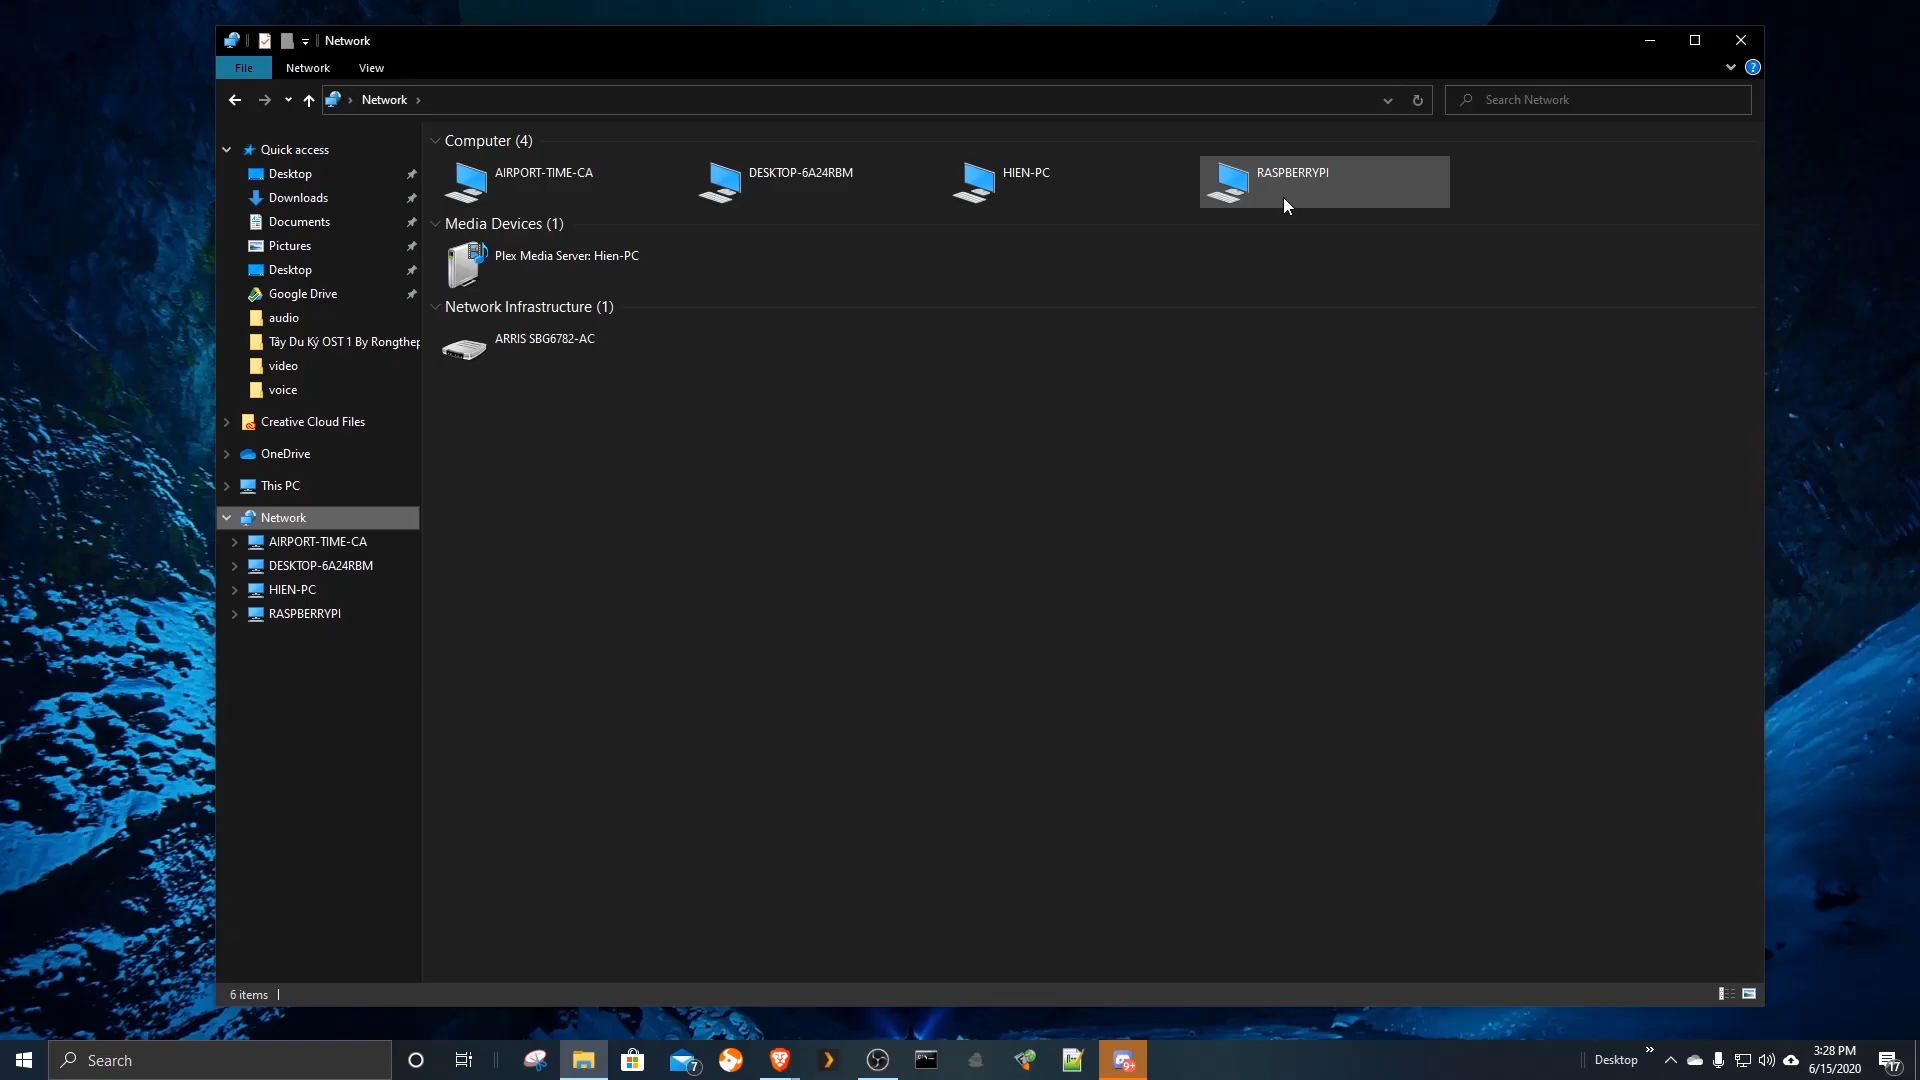 Network
File
Network
View
Network
Search Network
Quick access
Desktop
Downloads
Documents
Pictures
Desktop
Google Drive
audio
Tây Du Ký OST 1 By Rongthep
video
voice
Creative Cloud Files
OneDrive
This PC
Network
AIRPORT-TIME-CA
DESKTOP-6A24RBM
HIEN-PC
RASPBERRYPI
Computer (4)
AIRPORT-TIME-CA
DESKTOP-6A24RBM
HIEN-PC
RASPBERRYPI
Media Devices (1)
Plex Media Server: Hien-PC
Network Infrastructure (1)
ARRIS SBG6782-AC
6 items
Search
7
9+
Desktop
3:28 PM
6/15/2020
17